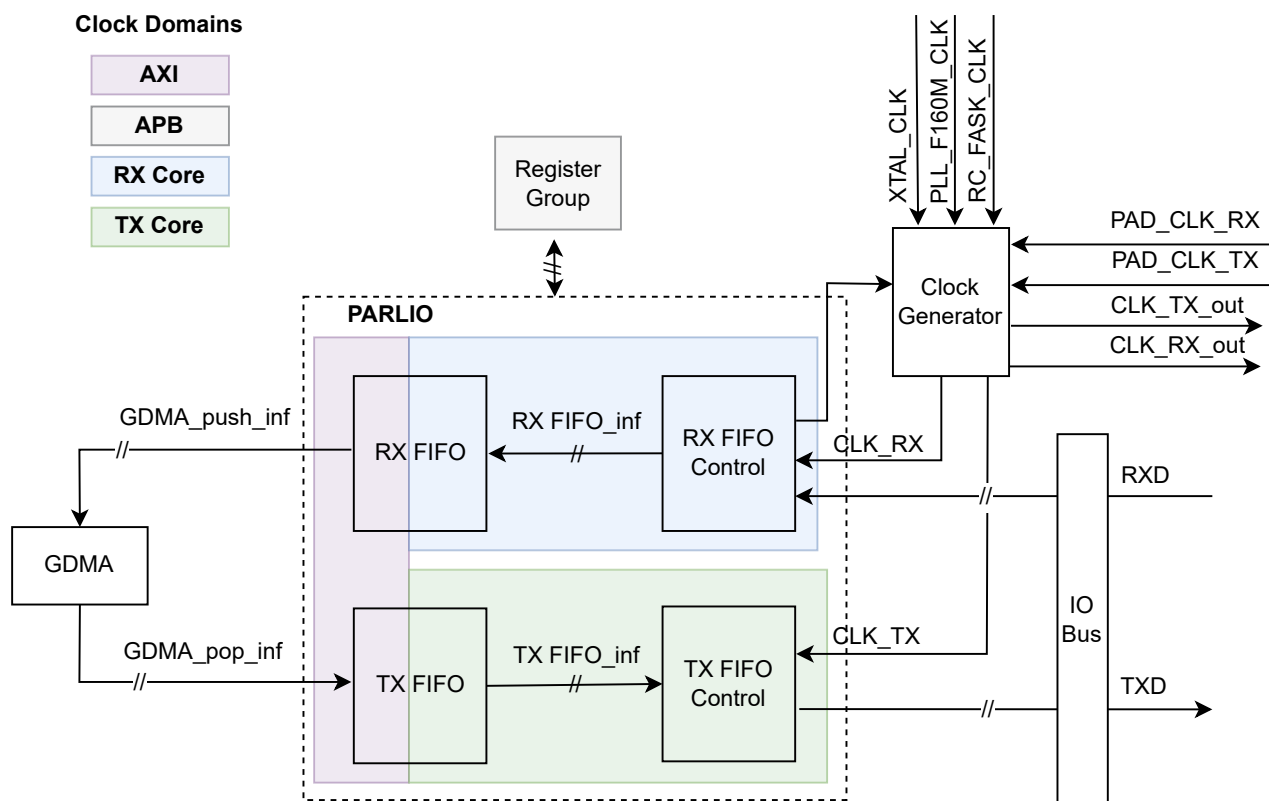 Clock Domains
AXI
APB
RX Core
TX Core
XTAL_CLK
PLL_F160M_CLK
RC_FASK_CLK
Register
Group
PAD_CLK_RX
PAD_CLK_TX
CLK_TX_out
CLK_RX_out
Clock
Generator
PARLIO
GDMA_push_inf
RX FIFO
RX FIFO_inf
RX FIFO
Control
CLK_RX
RXD
GDMA
IO
Bus
GDMA_pop_inf
TX FIFO
TX FIFO_inf
TX FIFO
Control
CLK_TX
TXD